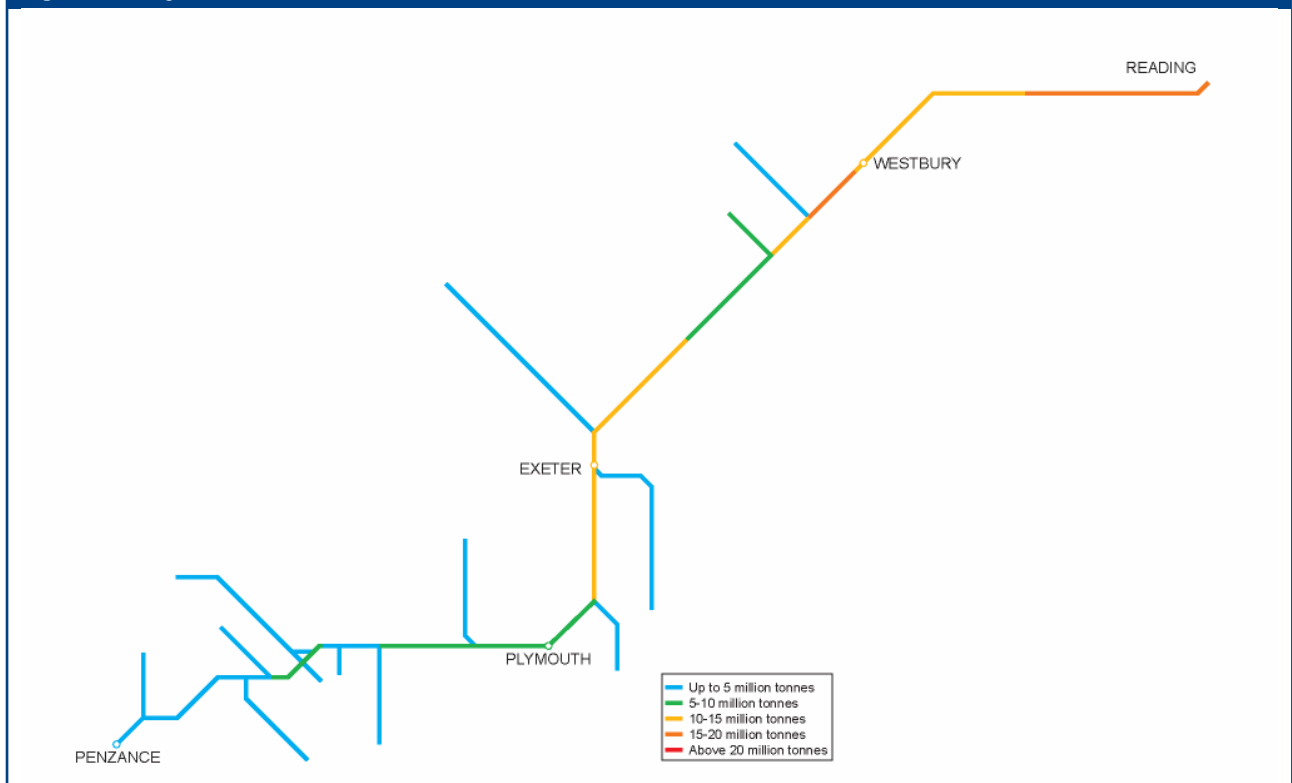 READING
WESTBURY
EXETER
PLYMOUTH
PENZANCE
Up to 5 million tonnes
5-10 million tonnes
10-15 million tonnes
15-20 million tonnes
Above 20 million tonnes